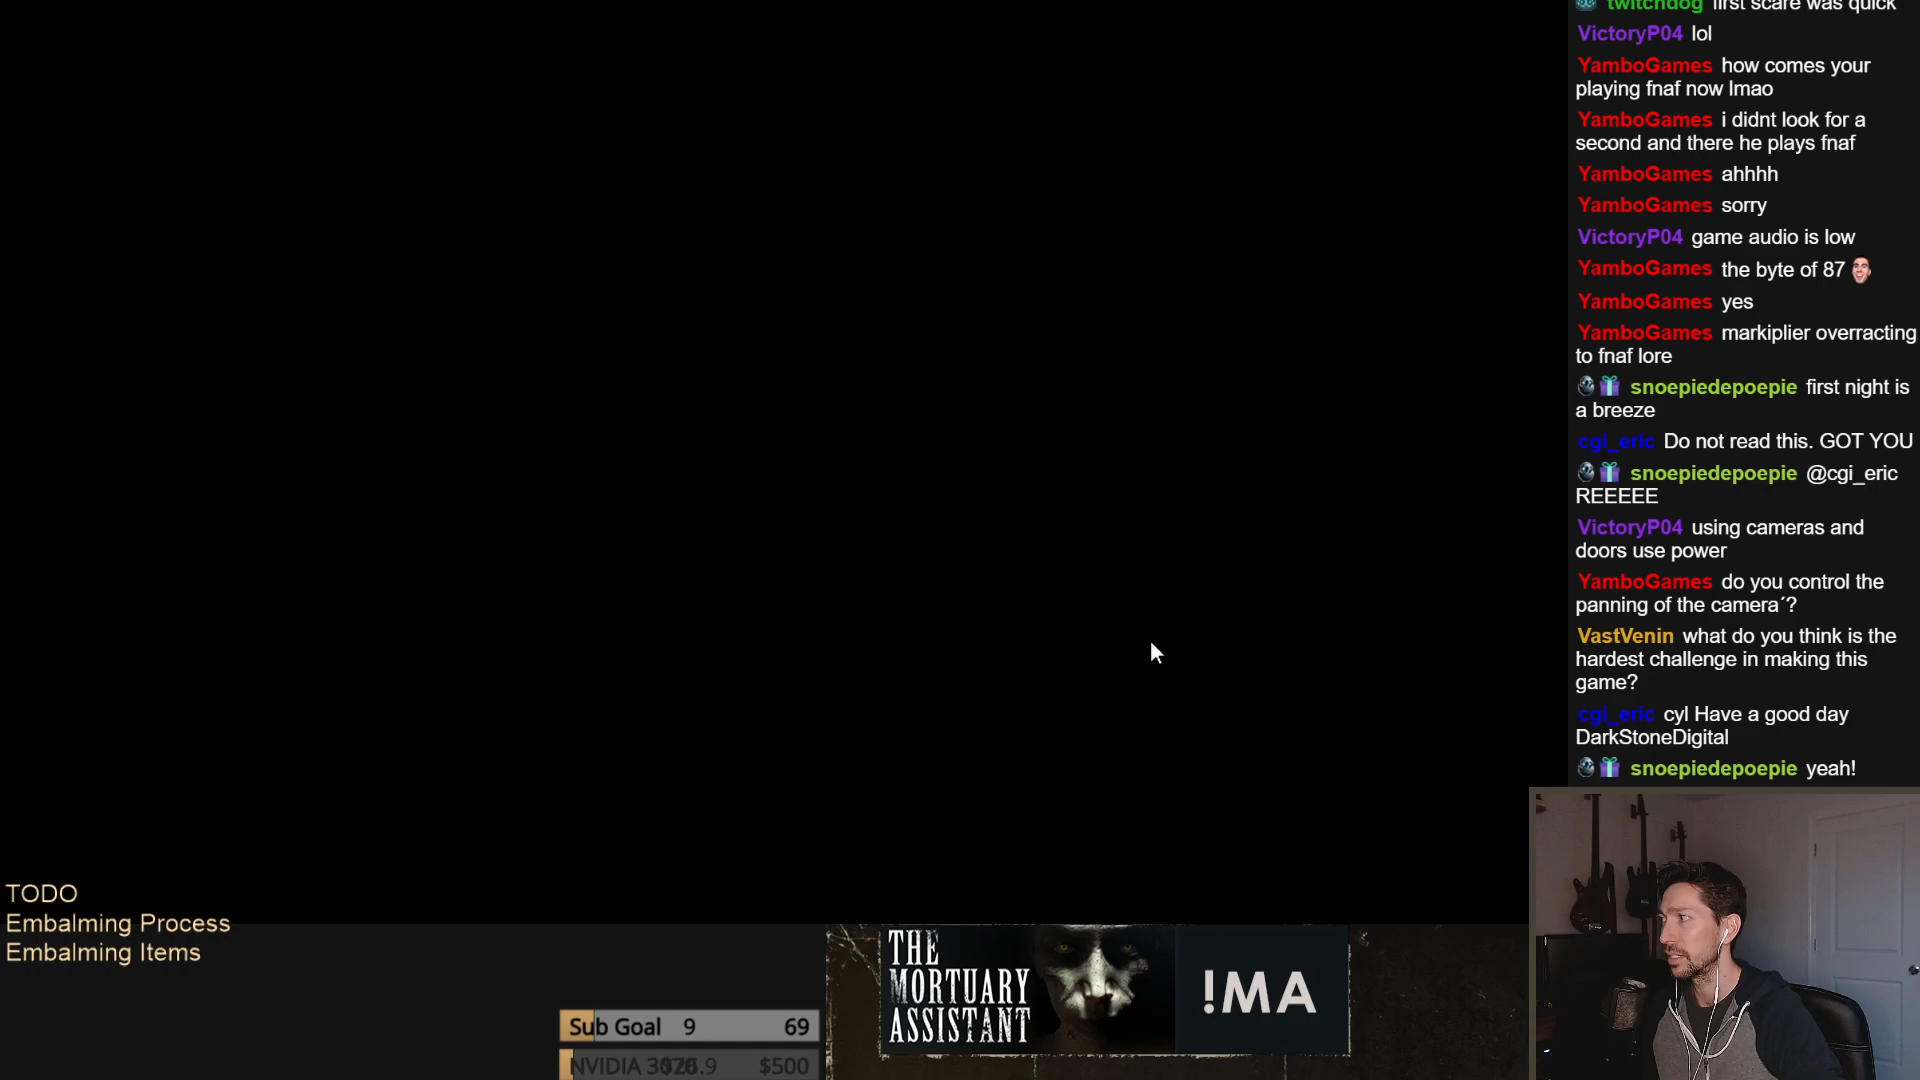 twitchdog first scare was quick
VictoryP04 lol
YamboGames how comes your
playing fnaf now lmao
YamboGames i didnt look for a
second and there he plays fnaf
YamboGames ahhhh
YamboGames sorry
VictoryP04 game audio is low
YamboGames the byte of 87
YamboGames yes
YamboGames markiplier overracting
to fnaf lore
snoepiedepoepie first night is
a breeze
cgi_eric Do not read this. GOT YOU
snoepiedepoepie @cgi_eric
REEEEE
VictoryP04 using cameras and
doors use power
YamboGames do you control the
panning of the camera´?
VastVenin what do you think is the
hardest challenge in making this
game?
cgi_eric cyl Have a good day
DarkStoneDigital
snoepiedepoepie yeah!
TODO
Embalming Process
Embalming Items
Sub Goal 9 69
NVIDIA $500
THE
MORTUARY
ASSISTANT
!MA